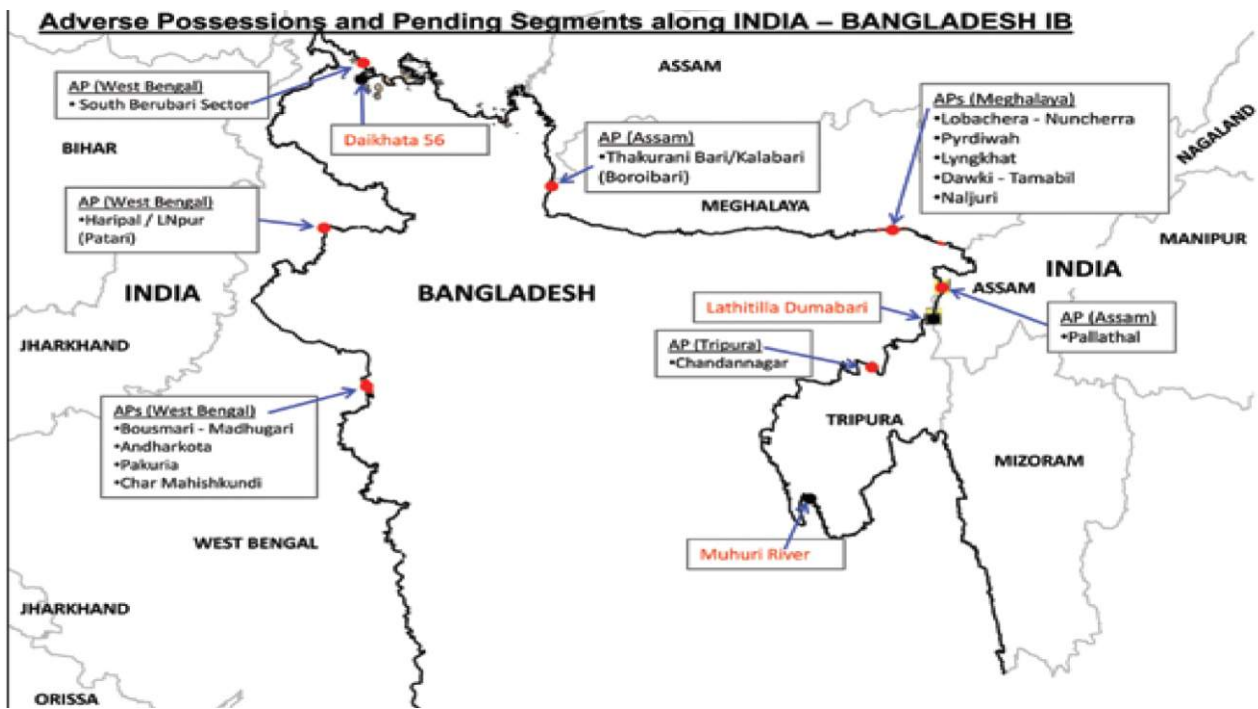 Adverse Possessions and Pending Segments along INDIA – BANGLADESH IB
ASSAM
AP (West Bengal)
• South Berubari Sector
Daikhata 56
BIHAR
AP (Assam)
•Thakurani Bari/Kalabari
(Boroibari)
APs (Meghalaya)
•Lobachera - Nuncherra
•Pyrdiwah
•Lyngkhat
•Dawki - Tamabil
•Naljuri
NAGALAND
AP (West Bengal)
•Haripal / LNpur
(Patari)
MEGHALAYA
MANIPUR
INDIA
BANGLADESH
INDIA
ASSAM
Lathitilla Dumabari
AP (Assam)
•Pallathal
JHARKHAND
AP (Tripura)
•Chandannagar
APs (West Bengal)
•Bousmari - Madhugari
•Andharkota
•Pakuria
•Char Mahishkundi
TRIPURA
MIZORAM
WEST BENGAL
Muhuri River
JHARKHAND
ORISSA